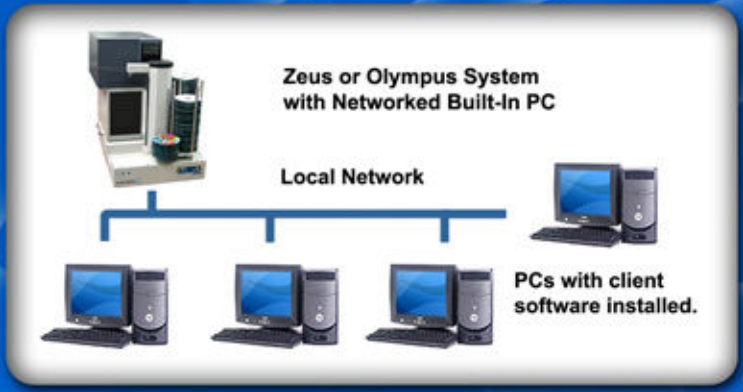 Zeus or Olympus System
with Networked Built-In PC
Local Network
PCs with client
software installed.